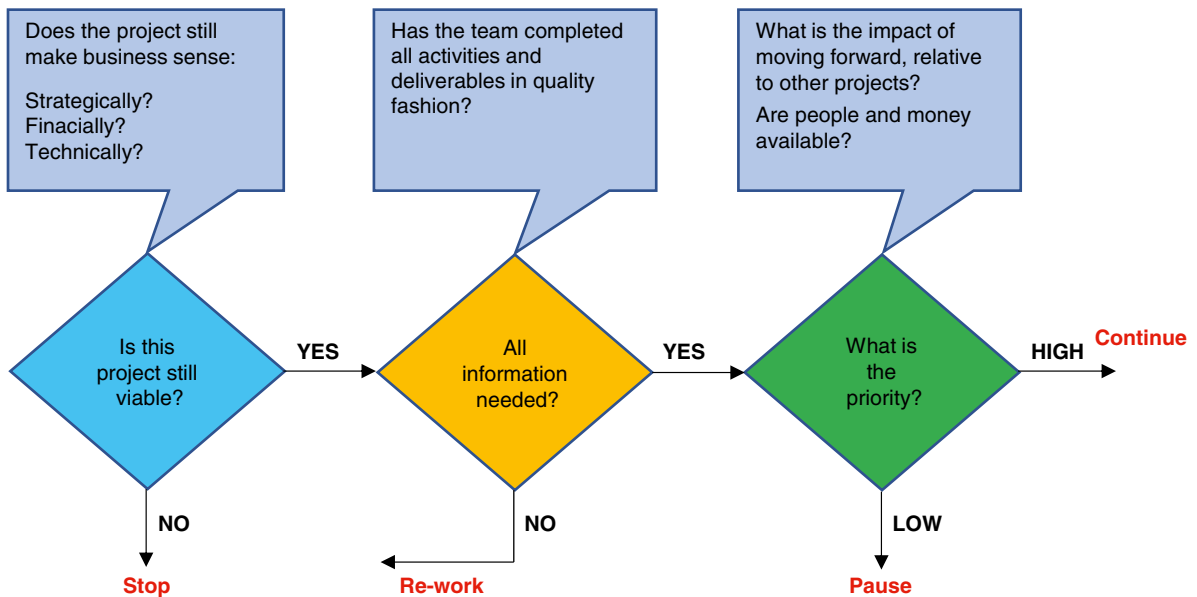 Does the project still
make business sense:
Strategically?
Finacially?
Technically?
Has the team completed
all activities and
deliverables in quality
fashion?
What is the impact of
moving forward, relative
to other projects?
Are people and money
available?
Is this
project still
viable?
YES
All
information
needed?
YES
What is
the
priority?
HIGH
Continue
NO
Stop
NO
Re-work
LOW
Pause